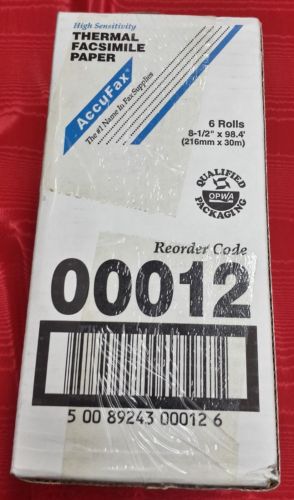 High Sensitivity
THERMAL
FACSIMILE
PAPER
AccuFax
The #1 Name In Fax Supplies
6 Rolls
8-1/2" x 98.4'
(216mm x 30m)
QUALIFIED
OPWA
PACKAGING
Reorder Code
00012
5 00 89243 00012 6